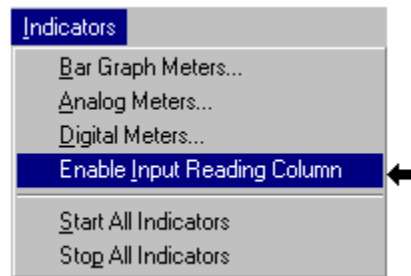 Indicators
Bar Graph Meters...
Analog Meters...
Digital Meters...
Enable Input Reading Column
Start All Indicators
Stop All Indicators